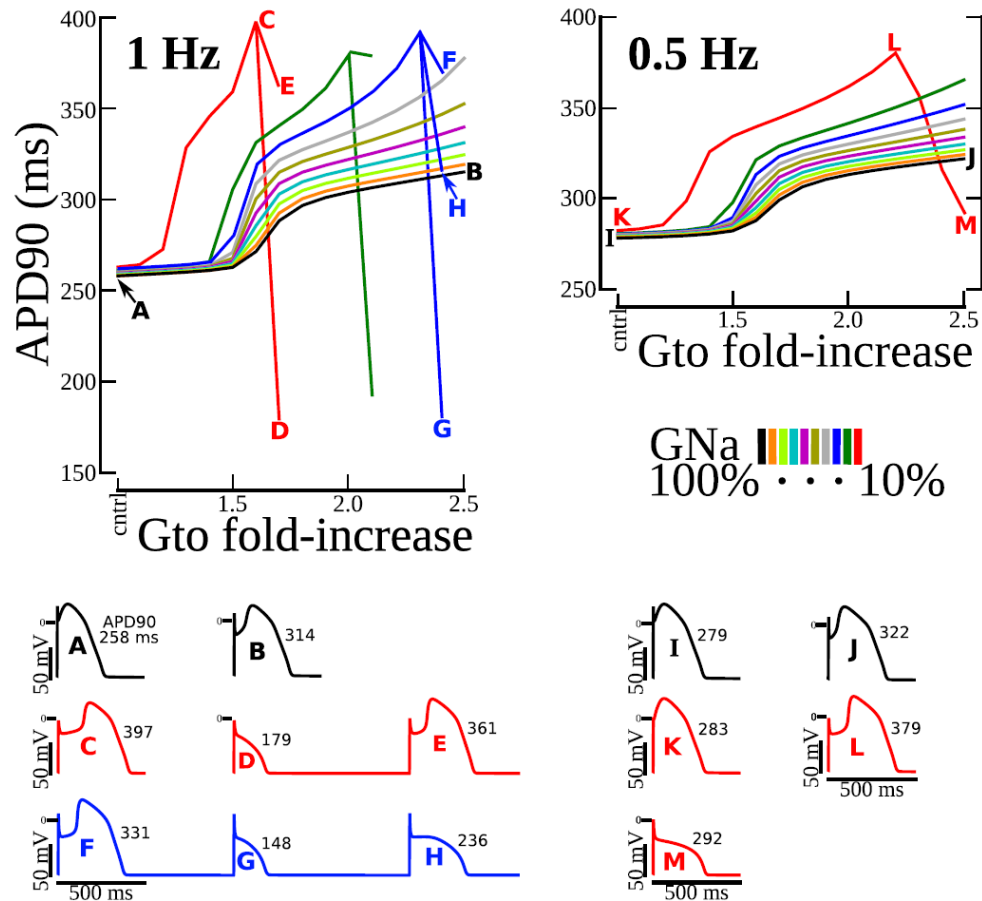 1 Hz
APD90 (ms)
400
350
300
250
200
150
C
E
F
B
H
A
D
G
cntrl
1.5
2.0
2.5
Gto fold-increase
0.5 Hz
400
350
300
250
L
K
I
J
M
cntrl
1.5
2.0
2.5
Gto fold-increase
GNa
100% · · · 10%
APD90
0 A 258 ms
50 mV
0 B 314
0 C 397
50 mV
0 D 179
E 361
0 F 331
50 mV
G 148
H 236
500 ms
0 I 279
50 mV
0 J 322
0 K 283
50 mV
0 L 379
500 ms
0 M 292
50 mV
500 ms